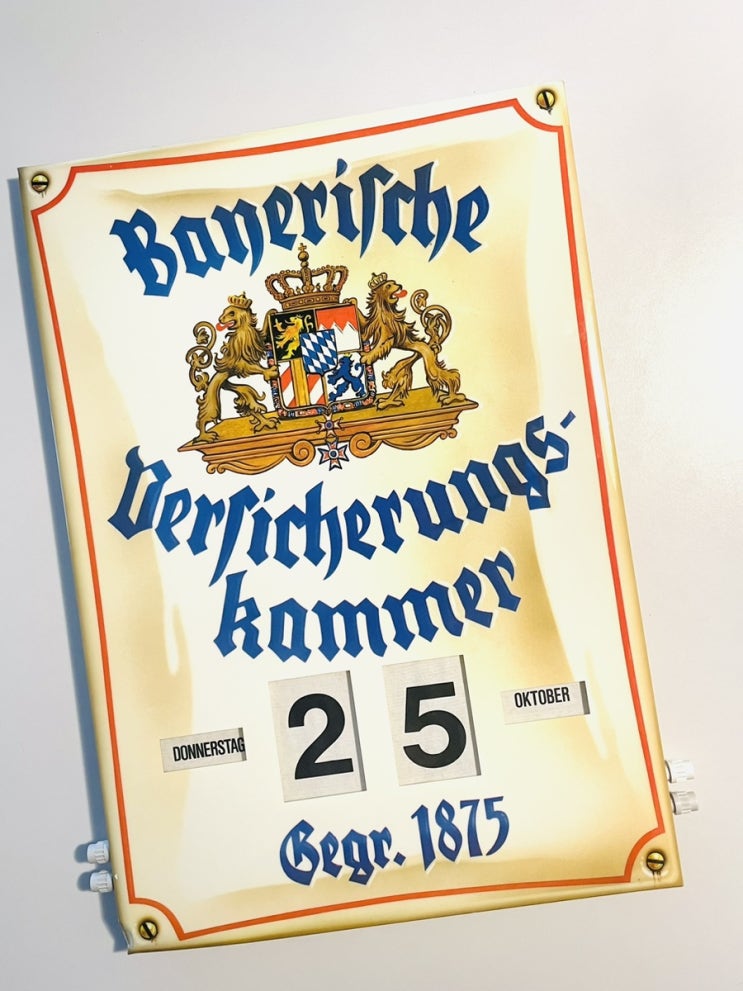 Bayerische
Versicherungs-
kammer
DONNERSTAG 25 OKTOBER
Gegr. 1875